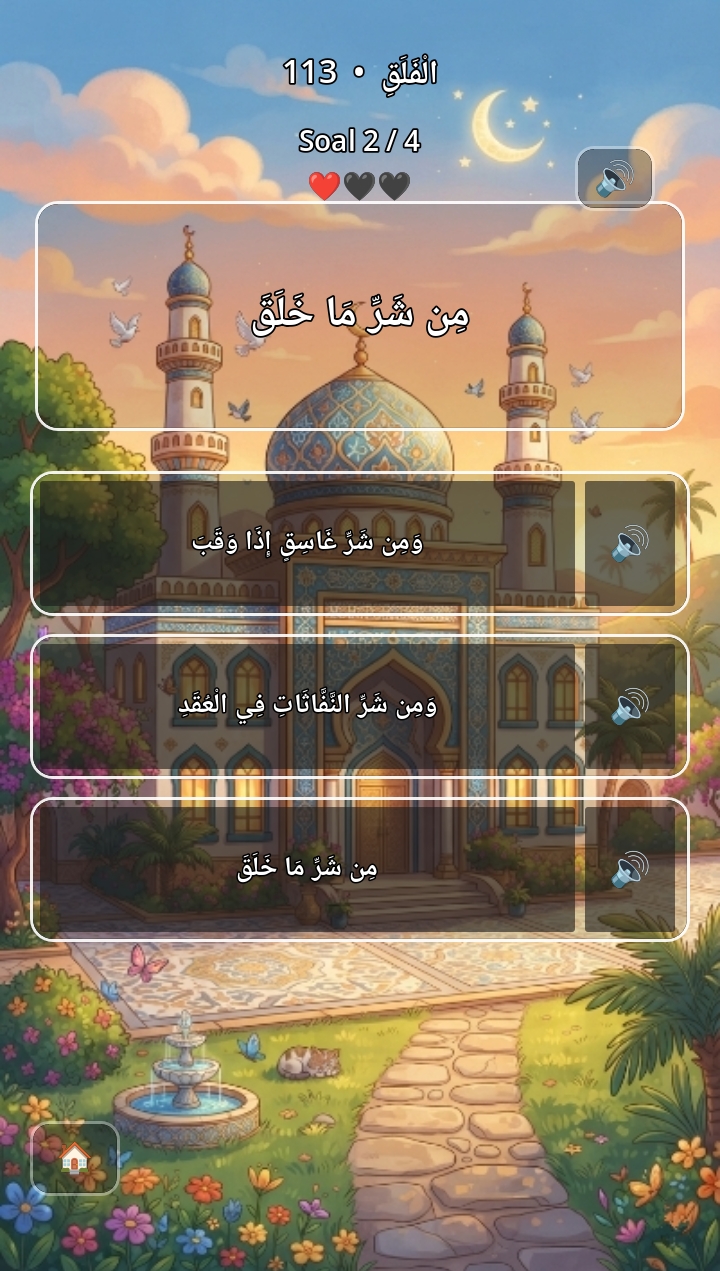 الْفَلَقِ • 113
Soal 2 / 4
مِن شَرِّ مَا خَلَقَ
وَمِن شَرِّ غَاسِقٍ إِذَا وَقَبَ
وَمِن شَرِّ النَّفَّاثَاتِ فِي الْعُقَدِ
مِن شَرِّ مَا خَلَقَ